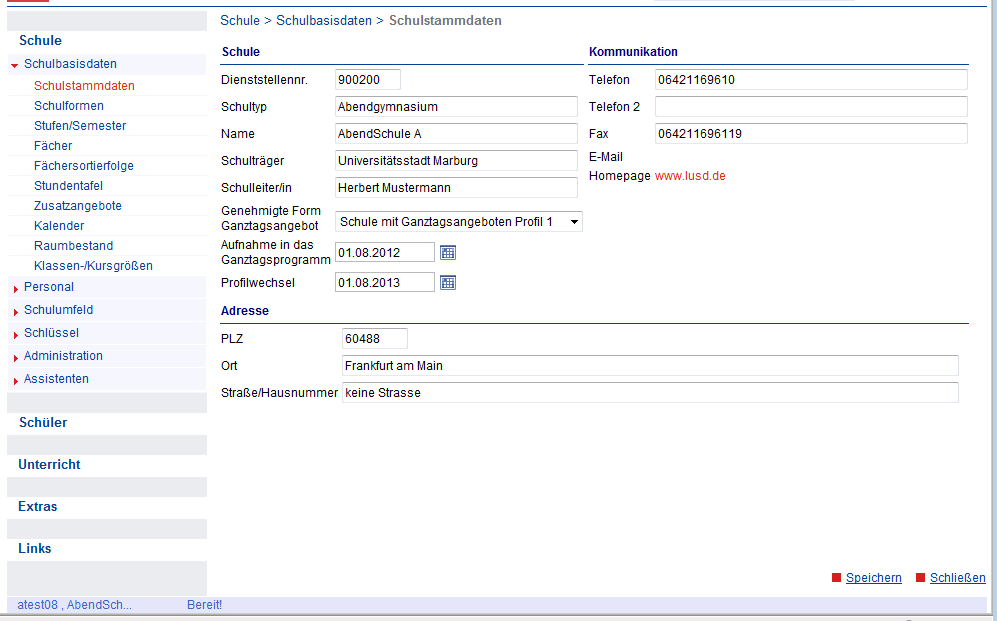 Schule > Schulbasisdaten > Schulstammdaten
Schule
Schulbasisdaten
Schulstammdaten
Schulformen
Stufen/Semester
Fächer
Fächersortierfolge
Stundentafel
Zusatzangebote
Kalender
Raumbestand
Klassen-/Kursgrößen
Personal
Schulumfeld
Schlüssel
Administration
Assistenten
Schüler
Unterricht
Extras
Links
Schule
Dienststellennr. 900200
Schultyp Abendgymnasium
Name AbendSchule A
Schulträger Universitätsstadt Marburg
Schulleiter/in Herbert Mustermann
Genehmigte Form
Ganztagsangebot Schule mit Ganztagsangeboten Profil 1
Aufnahme in das
Ganztagsprogramm 01.08.2012
Profilwechsel 01.08.2013
Kommunikation
Telefon 06421169610
Telefon 2
Fax 064211696119
E-Mail
Homepage www.lusd.de
Adresse
PLZ 60488
Ort Frankfurt am Main
Straße/Hausnummer keine Strasse
Speichern Schließen
atest08 , AbendSch... Bereit!